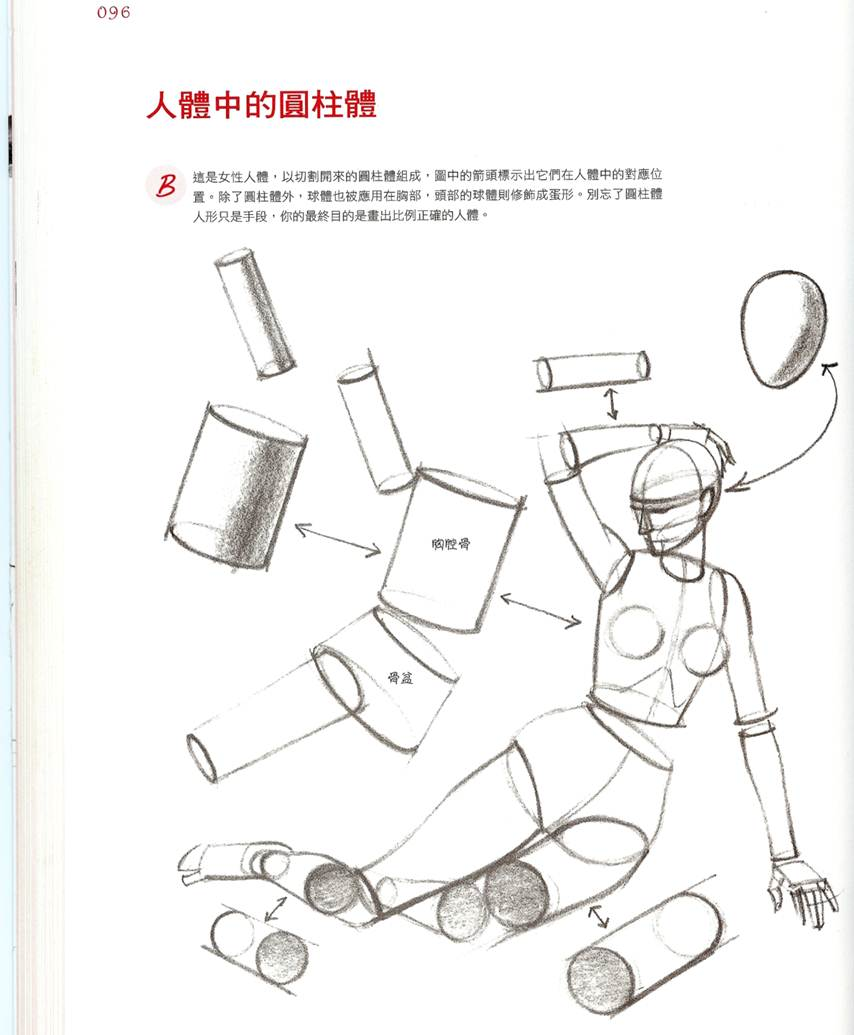 096
人體中的圓柱體
B
這是女性人體，以切割開來的圓柱體組成，圖中的箭頭標示出它們在人體中的對應位
置。除了圓柱體外，球體也被應用在胸部，頭部的球體則修飾成蛋形。別忘了圓柱體
人形只是手段，你的最終目的是畫出比例正確的人體。
胸腔骨
骨盆